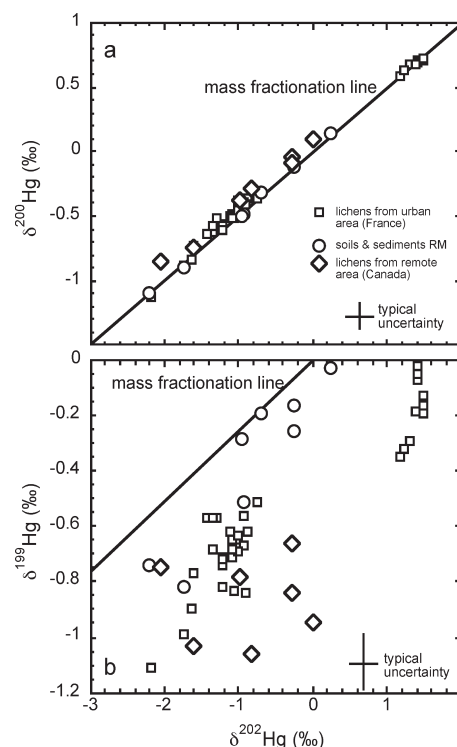 a
1
0.5
0
-0.5
-1
δ200Hg (‰)
mass fractionation line
lichens from urban
area (France)
soils & sediments RM
lichens from remote
area (Canada)
typical
uncertainty
b
0
-0.2
-0.4
-0.6
-0.8
-1
-1.2
δ199Hg (‰)
mass fractionation line
typical
uncertainty
-3 -2 -1 0 1
δ202Hg (‰)